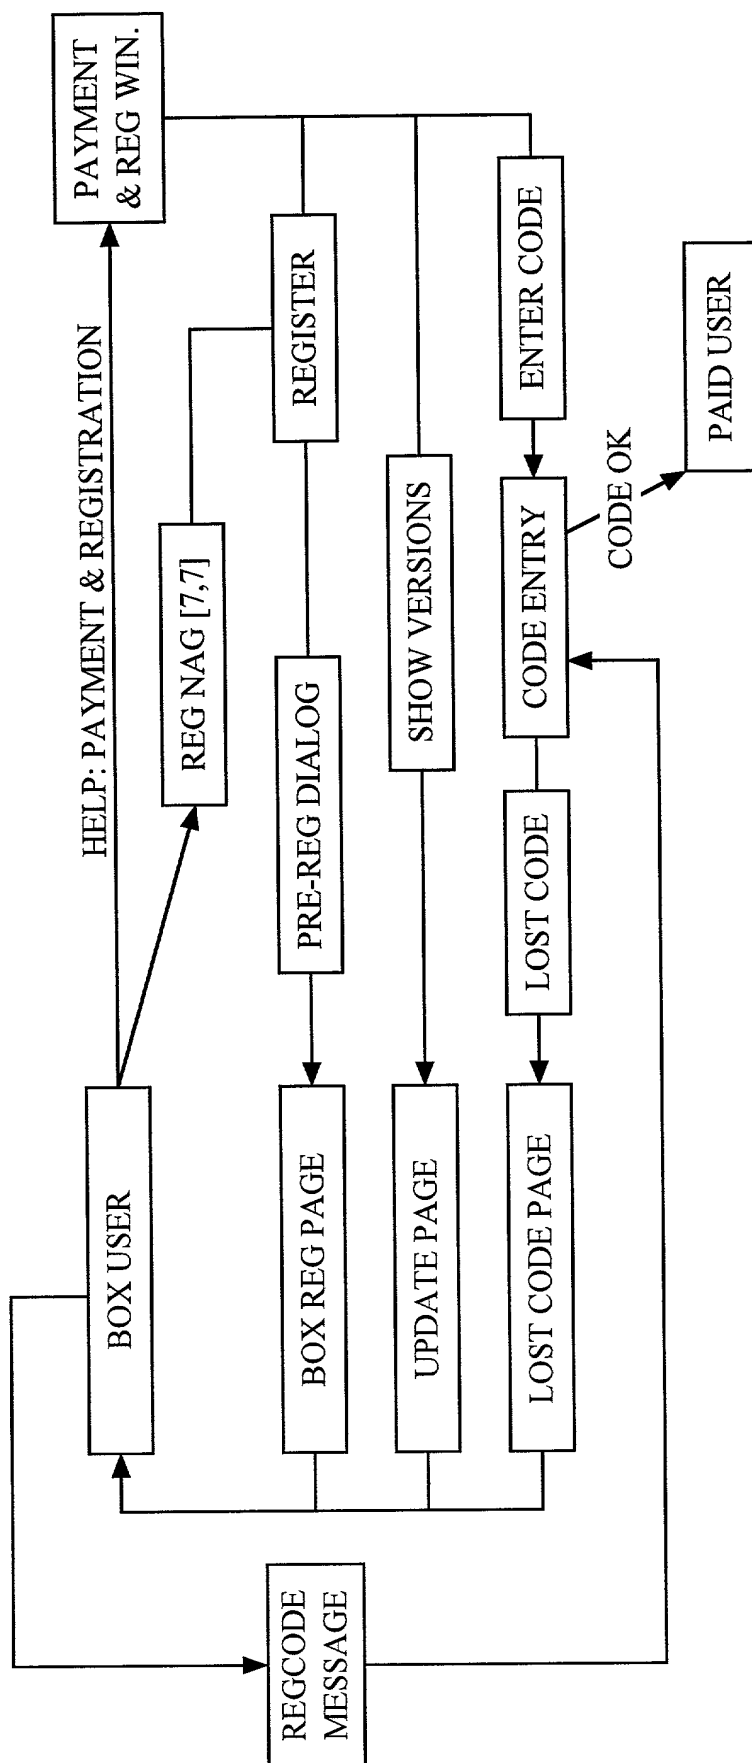 PAYMENT
& REG WIN.
HELP: PAYMENT & REGISTRATION
BOX USER
REG NAG [7,7]
REGISTER
PRE-REG DIALOG
BOX REG PAGE
REGCODE
MESSAGE
SHOW VERSIONS
UPDATE PAGE
ENTER CODE
CODE ENTRY
LOST CODE
LOST CODE PAGE
CODE OK
PAID USER